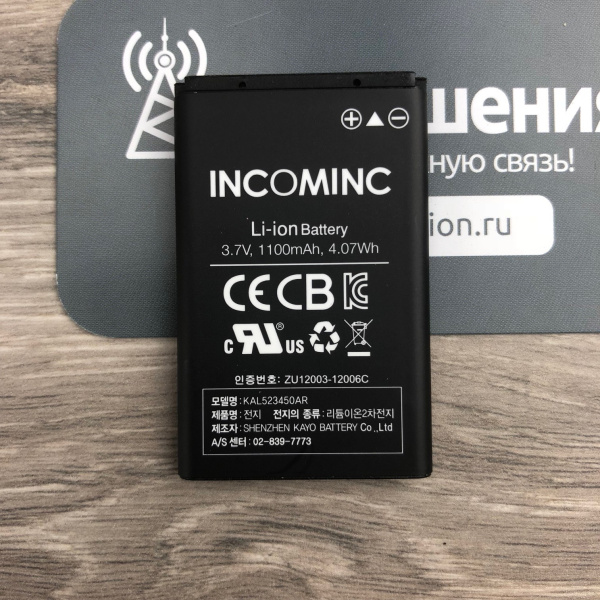 шения
ную связь!
ion.ru
INCOMINC
Li-ion Battery
3.7V, 1100mAh, 4.07Wh
CE CB KC
c RU us
인증번호: ZU12003-12006C
모델명: KAL523450AR
제품명: 전지 전지의 종류: 리튬이온2차전지
제조자: SHENZHEN KAYO BATTERY Co.,Ltd
A/S 센터: 02-839-7773